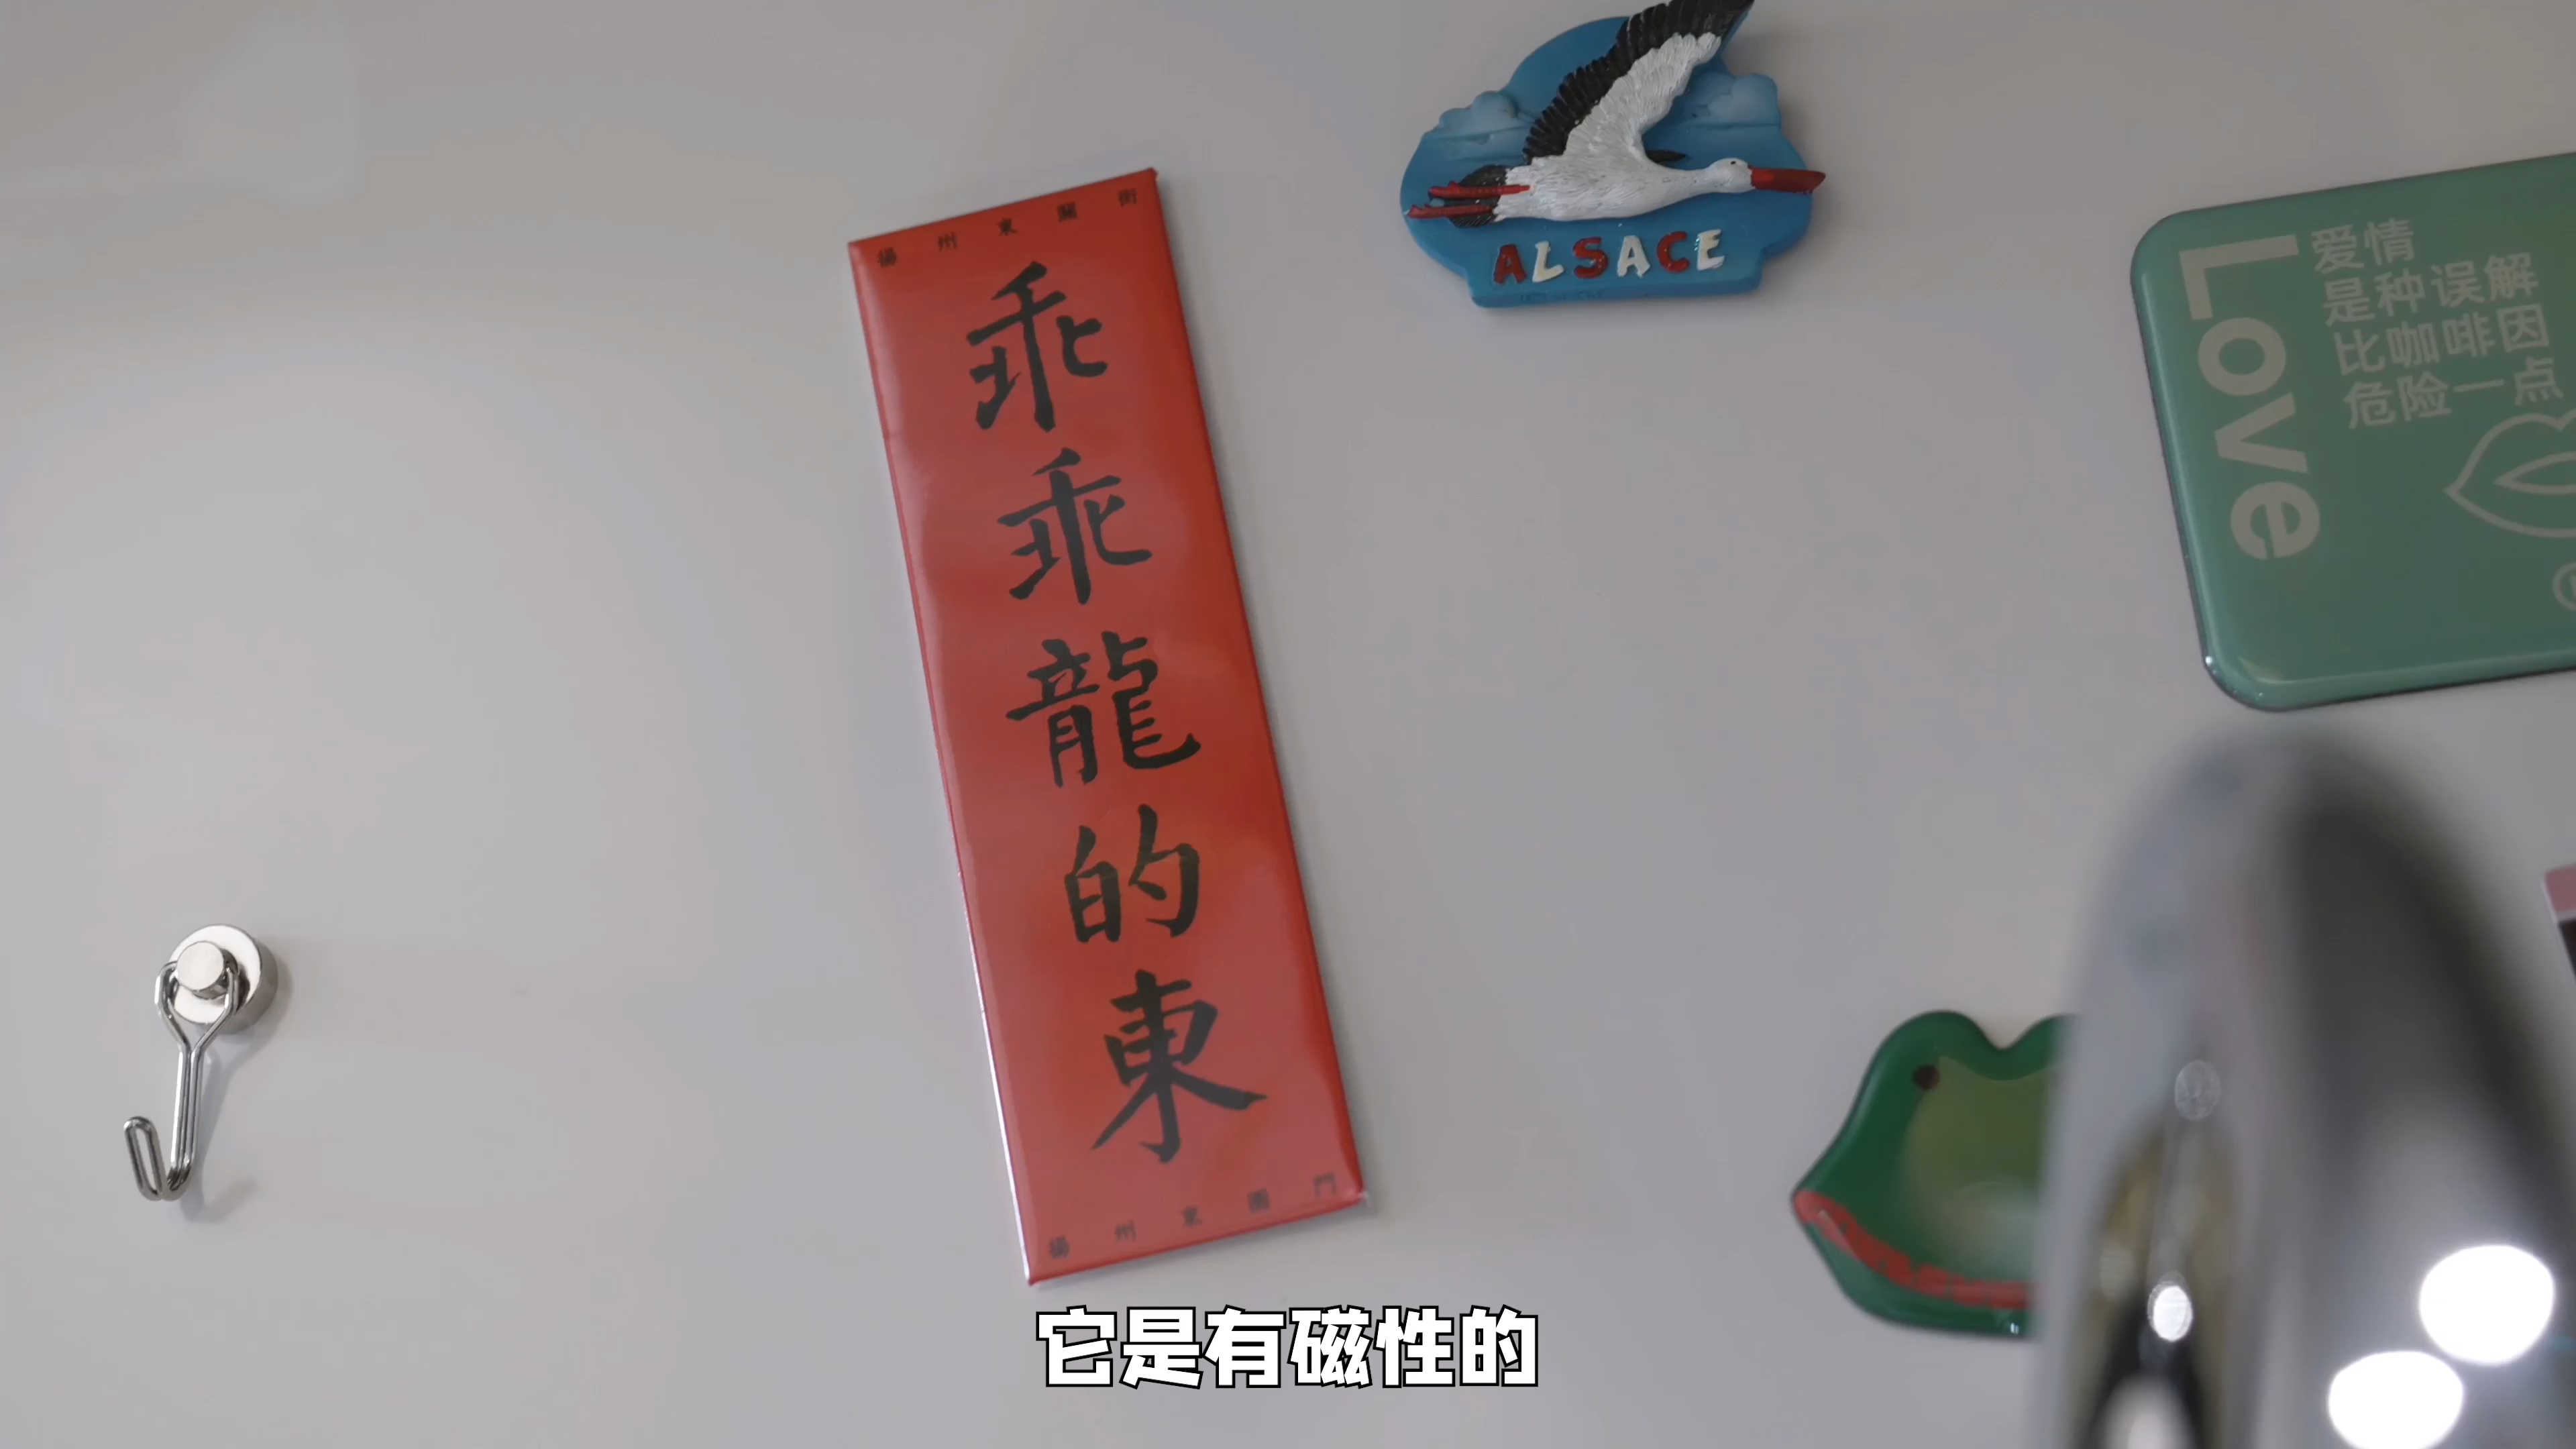 揚州東關街
乖乖龍的東
揚州東關門
ALSACE
Love
爱情
是种误解
比咖啡因
危险一点
它是有磁性的